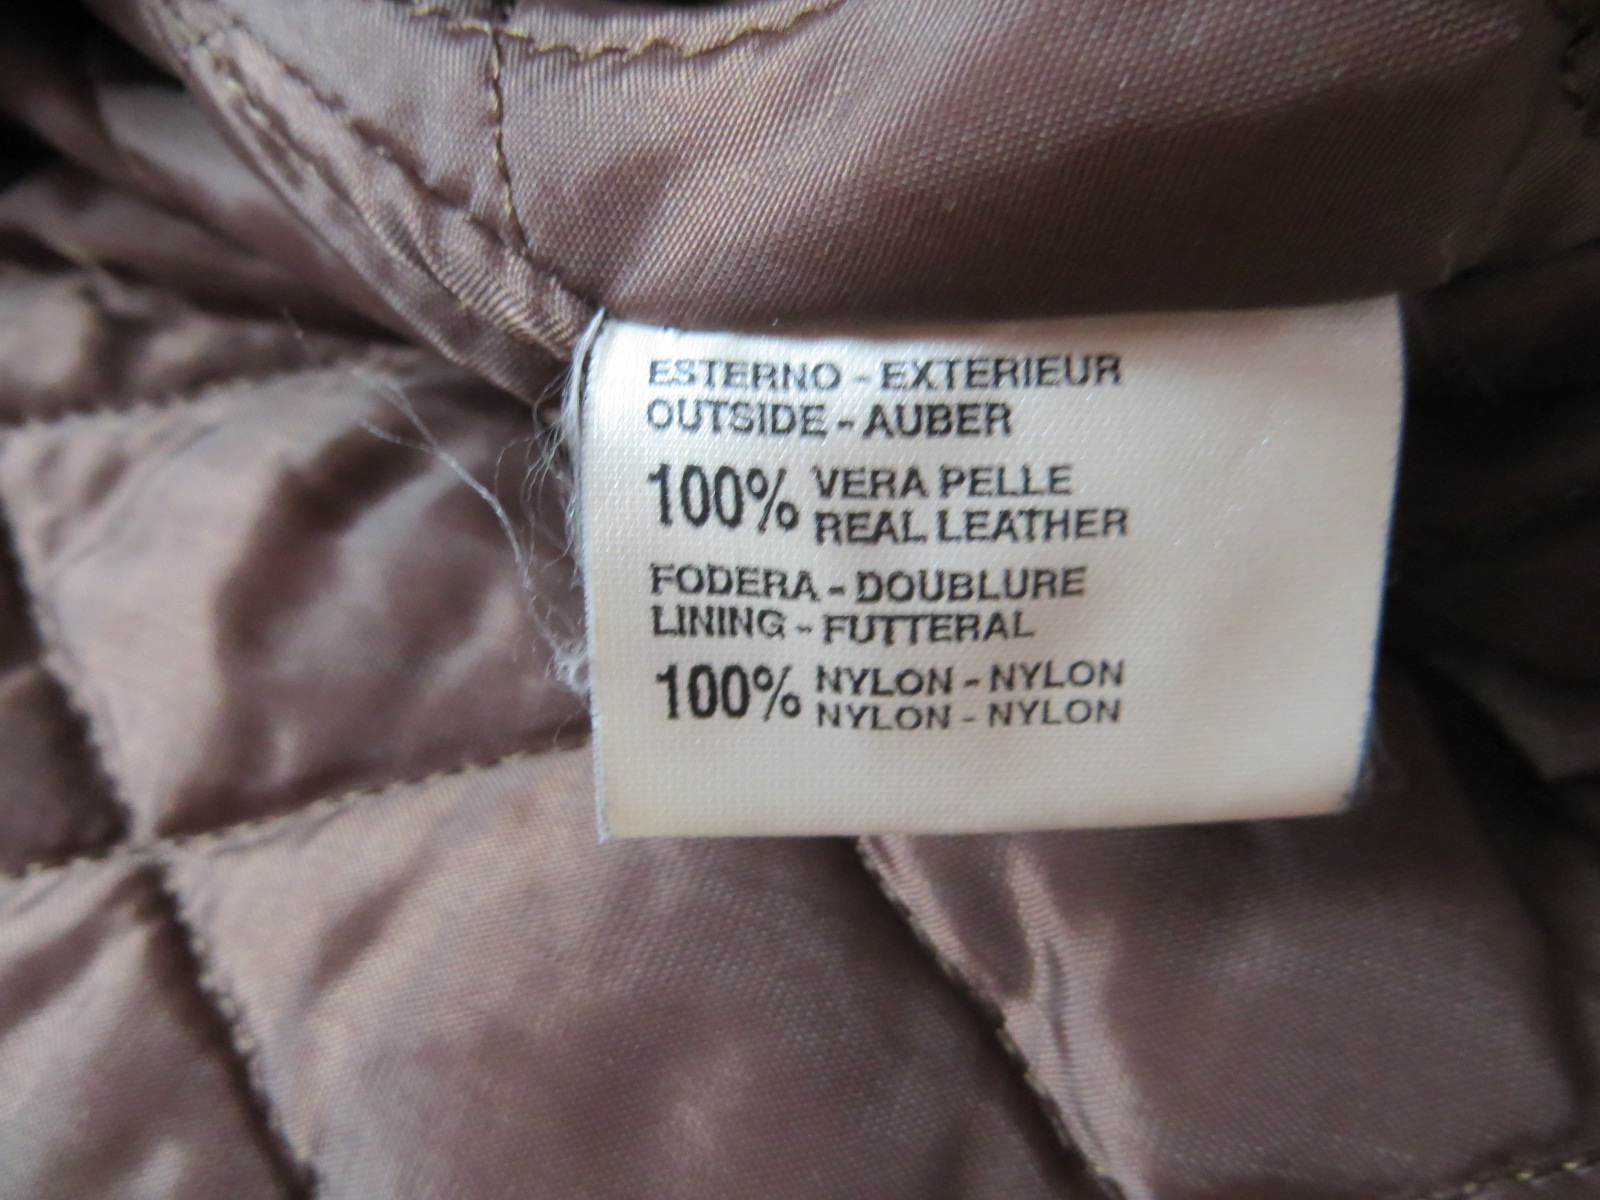 ESTERNO - EXTERIEUR
OUTSIDE - AUBER
100% VERA PELLE
REAL LEATHER
FODERA - DOUBLURE
LINING - FUTTERAL
100% NYLON - NYLON
NYLON - NYLON